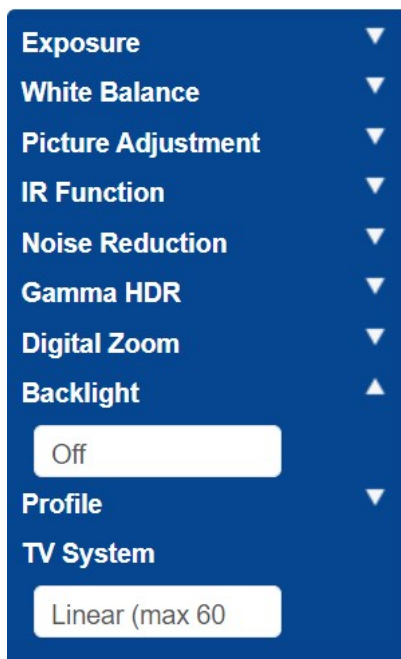 Exposure
White Balance
Picture Adjustment
IR Function
Noise Reduction
Gamma HDR
Digital Zoom
Backlight
Off
Profile
TV System
Linear (max 60